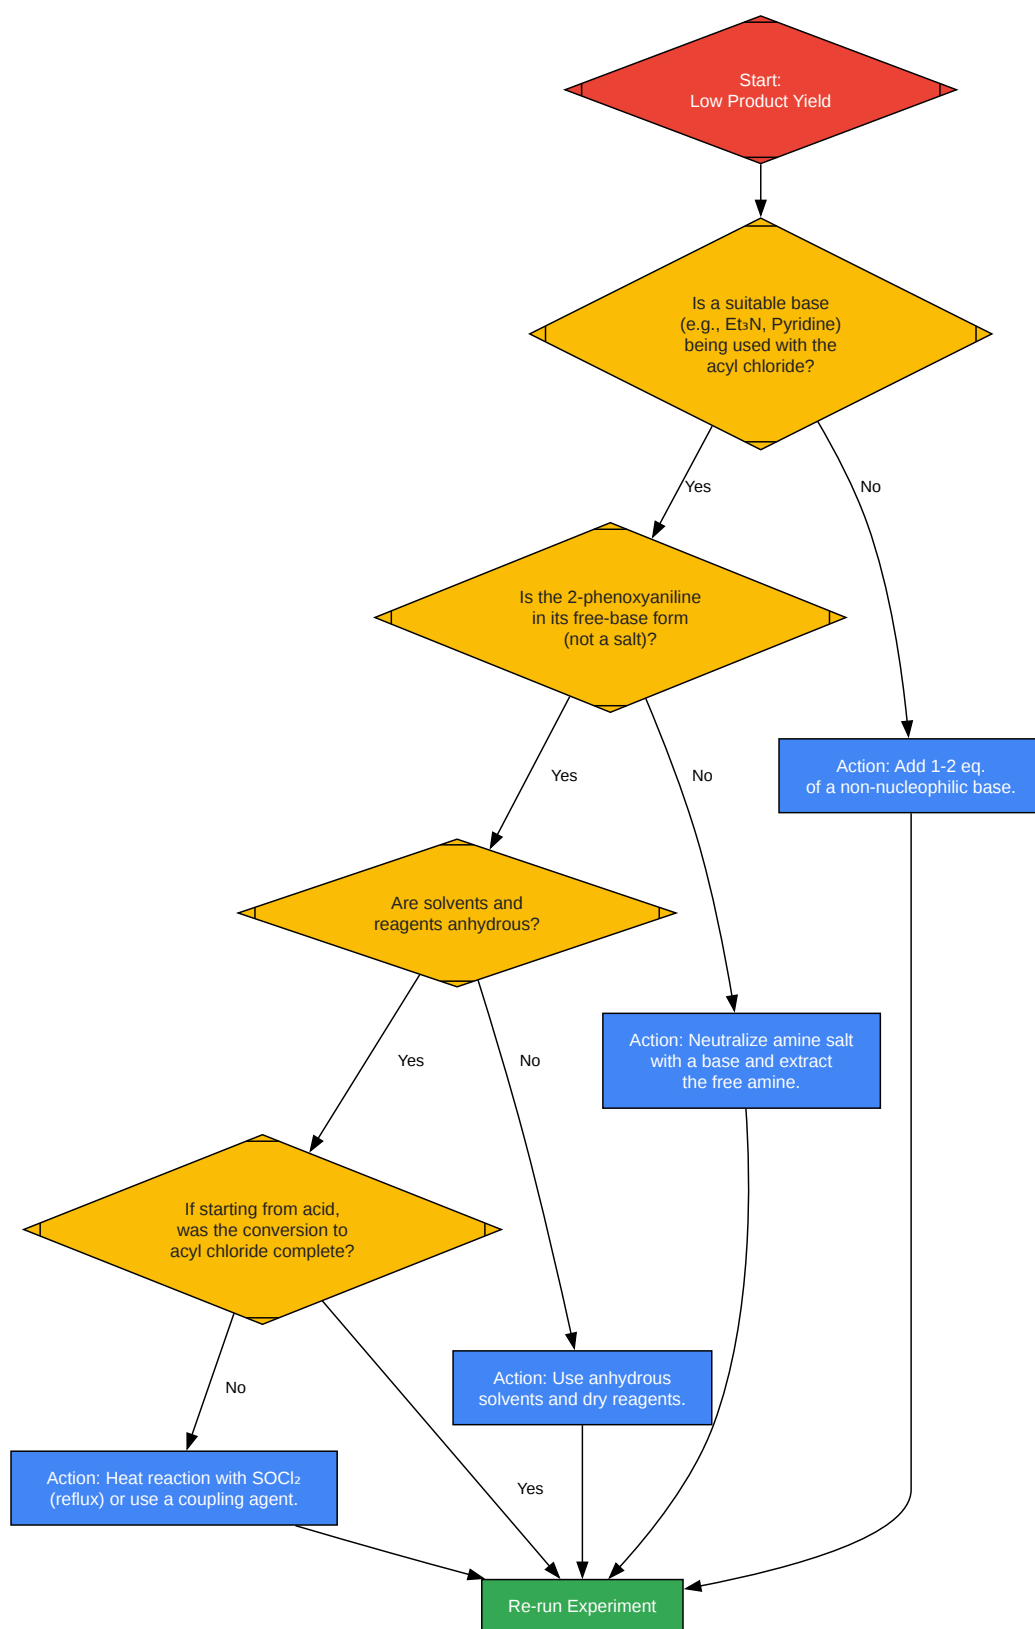 Start:
Low Product Yield
Is a suitable base
(e.g., Et₃N, Pyridine)
being used with the
acyl chloride?
Yes
No
Is the 2-phenoxyaniline
in its free-base form
(not a salt)?
Action: Add 1-2 eq.
of a non-nucleophilic base.
Yes
No
Are solvents and
reagents anhydrous?
Action: Neutralize amine salt
with a base and extract
the free amine.
Yes
No
If starting from acid,
was the conversion to
acyl chloride complete?
Action: Use anhydrous
solvents and dry reagents.
No
Yes
Action: Heat reaction with SOCl₂
(reflux) or use a coupling agent.
Re-run Experiment